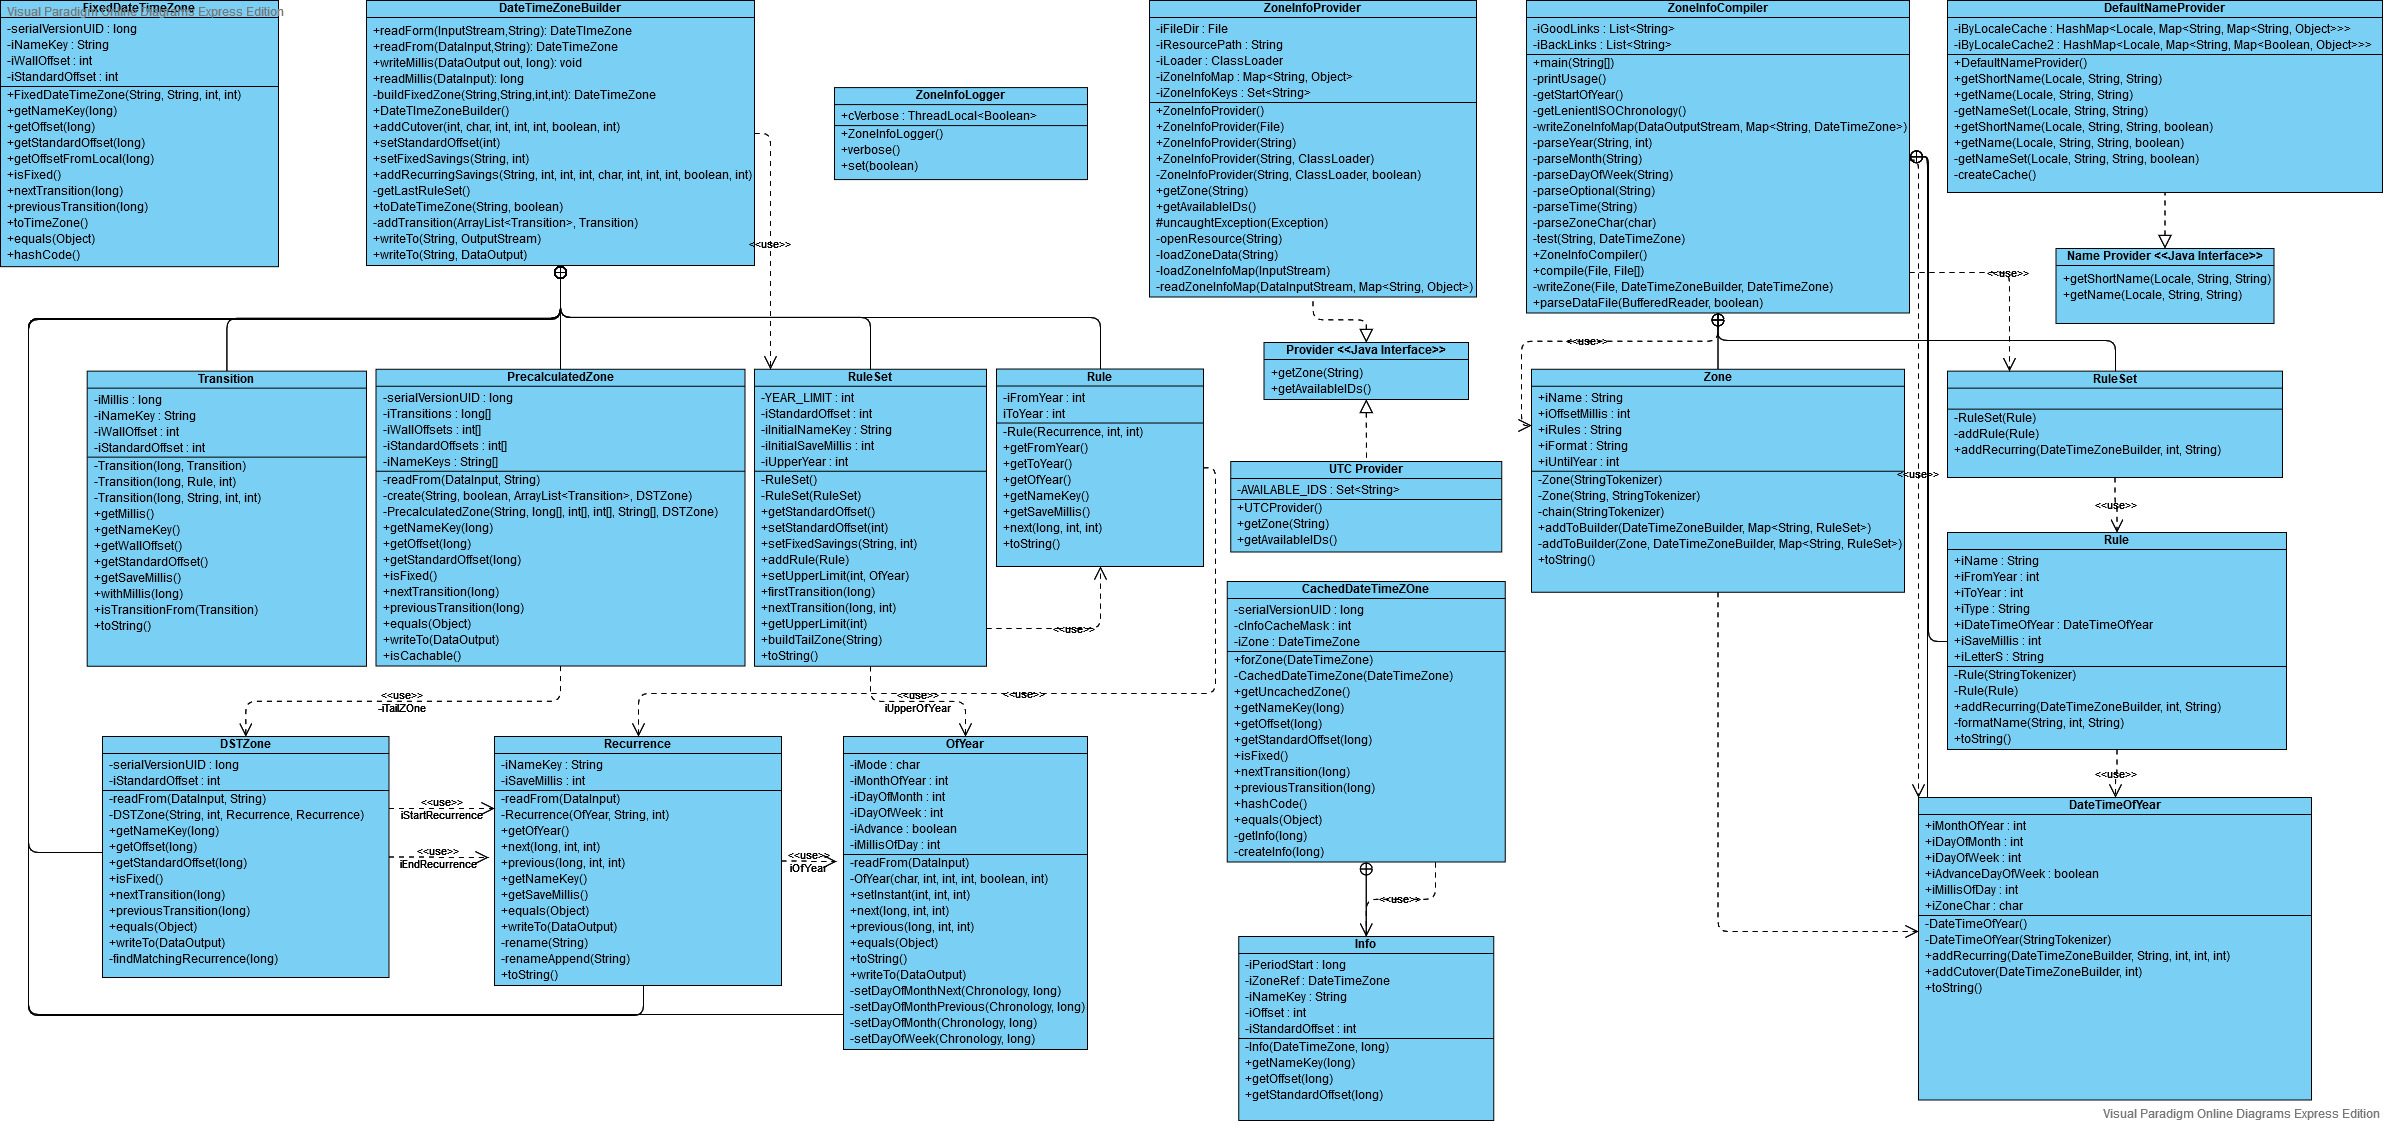 Visual Paradigm Online Diagrams Express Edition
FixedDateTimeZone
-serialVersionUID : long
-iNameKey : String
-iWallOffset : int
-iStandardOffset : int
+FixedDateTimeZone(String, String, int, int)
+getNameKey(long)
+getOffset(long)
+getStandardOffset(long)
+getOffsetFromLocal(long)
+isFixed()
+nextTransition(long)
+previousTransition(long)
+toTimeZone()
+equals(Object)
+hashCode()
DateTimeZoneBuilder
+readForm(InputStream,String): DateTImeZone
+readFrom(DataInput,String): DateTimeZone
+writeMillis(DataOutput out, long): void
+readMillis(DataInput): long
-buildFixedZone(String,String,int,int): DateTimeZone
+DateTImeZoneBuilder()
+addCutover(int, char, int, int, int, boolean, int)
+setStandardOffset(int)
+setFixedSavings(String, int)
+addRecurringSavings(String, int, int, int, char, int, int, int, boolean, int)
-getLastRuleSet()
+toDateTimeZone(String, boolean)
-addTransition(ArrayList<Transition>, Transition)
+writeTo(String, OutputStream)
+writeTo(String, DataOutput)
<<use>>
ZoneInfoLogger
+cVerbose : ThreadLocal<Boolean>
+ZoneInfoLogger()
+verbose()
+set(boolean)
ZoneInfoProvider
-iFileDir : File
-iResourcePath : String
-iLoader : ClassLoader
-iZoneInfoMap : Map<String, Object>
-iZoneInfoKeys : Set<String>
+ZoneInfoProvider()
+ZoneInfoProvider(File)
+ZoneInfoProvider(String)
+ZoneInfoProvider(String, ClassLoader)
-ZoneInfoProvider(String, ClassLoader, boolean)
+getZone(String)
+getAvailableIDs()
#uncaughtException(Exception)
-openResource(String)
-loadZoneData(String)
-loadZoneInfoMap(InputStream)
-readZoneInfoMap(DataInputStream, Map<String, Object>)
ZoneInfoCompiler
-iGoodLinks : List<String>
-iBackLinks : List<String>
+main(String[])
-printUsage()
-getStartOfYear()
-getLenientISOChronology()
-writeZoneInfoMap(DataOutputStream, Map<String, DateTimeZone>)
-parseYear(String, int)
-parseMonth(String)
-parseDayOfWeek(String)
-parseOptional(String)
-parseTime(String)
-parseZoneChar(char)
-test(String, DateTimeZone)
+ZoneInfoCompiler()
+compile(File, File[])
-writeZone(File, DateTimeZoneBuilder, DateTimeZone)
+parseDataFile(BufferedReader, boolean)
<<use>>
<<use>>
<<use>>
DefaultNameProvider
-iByLocaleCache : HashMap<Locale, Map<String, Map<String, Object>>>
-iByLocaleCache2 : HashMap<Locale, Map<String, Map<Boolean, Object>>>
+DefaultNameProvider()
+getShortName(Locale, String, String)
+getName(Locale, String, String)
-getNameSet(Locale, String, String)
+getShortName(Locale, String, String, boolean)
+getName(Locale, String, String, boolean)
-getNameSet(Locale, String, String, boolean)
-createCache()
Name Provider <<Java Interface>>
+getShortName(Locale, String, String)
+getName(Locale, String, String)
Provider <<Java Interface>>
+getZone(String)
+getAvailableIDs()
UTC Provider
-AVAILABLE_IDS : Set<String>
+UTCProvider()
+getZone(String)
+getAvailableIDs()
Transition
-iMillis : long
-iNameKey : String
-iWallOffset : int
-iStandardOffset : int
-Transition(long, Transition)
-Transition(long, Rule, int)
-Transition(long, String, int, int)
+getMillis()
+getNameKey()
+getWallOffset()
+getStandardOffset()
+getSaveMillis()
+withMillis(long)
+isTransitionFrom(Transition)
+toString()
PrecalculatedZone
-serialVersionUID : long
-iTransitions : long[]
-iWallOffsets : int[]
-iStandardOffsets : int[]
-iNameKeys : String[]
-readFrom(DataInput, String)
-create(String, boolean, ArrayList<Transition>, DSTZone)
-PrecalculatedZone(String, long[], int[], int[], String[], DSTZone)
+getNameKey(long)
+getOffset(long)
+getStandardOffset(long)
+isFixed()
+nextTransition(long)
+previousTransition(long)
+equals(Object)
+writeTo(DataOutput)
+isCachable()
<<use>>
-iTailZOne
RuleSet
-YEAR_LIMIT : int
-iStandardOffset : int
-iInitialNameKey : String
-iInitialSaveMillis : int
-iUpperYear : int
-RuleSet()
-RuleSet(RuleSet)
+getStandardOffset()
+setStandardOffset(int)
+setFixedSavings(String, int)
+addRule(Rule)
+setUpperLimit(int, OfYear)
+firstTransition(long)
+nextTransition(long, int)
+getUpperLimit(int)
+buildTailZone(String)
+toString()
<<use>>
iUpperOfYear
<<use>>
Rule
-iFromYear : int
iToYear : int
-Rule(Recurrence, int, int)
+getFromYear()
+getToYear()
+getOfYear()
+getNameKey()
+getSaveMillis()
+next(long, int, int)
+toString()
<<use>>
Zone
+iName : String
+iOffsetMillis : int
+iRules : String
+iFormat : String
+iUntilYear : int
-Zone(StringTokenizer)
-Zone(String, StringTokenizer)
-chain(StringTokenizer)
+addToBuilder(DateTimeZoneBuilder, Map<String, RuleSet>)
-addToBuilder(Zone, DateTimeZoneBuilder, Map<String, RuleSet>)
+toString()
RuleSet
-RuleSet(Rule)
-addRule(Rule)
+addRecurring(DateTimeZoneBuilder, int, String)
<<use>>
Rule
+iName : String
+iFromYear : int
+iToYear : int
+iType : String
+iDateTimeOfYear : DateTimeOfYear
+iSaveMillis : int
+iLetterS : String
-Rule(StringTokenizer)
-Rule(Rule)
+addRecurring(DateTimeZoneBuilder, int, String)
-formatName(String, int, String)
+toString()
<<use>>
DSTZone
-serialVersionUID : long
-iStandardOffset : int
-readFrom(DataInput, String)
-DSTZone(String, int, Recurrence, Recurrence)
+getNameKey(long)
+getOffset(long)
+getStandardOffset(long)
+isFixed()
+nextTransition(long)
+previousTransition(long)
+equals(Object)
+writeTo(DataOutput)
-findMatchingRecurrence(long)
<<use>>
iStartRecurrence
<<use>>
iEndRecurrence
Recurrence
-iNameKey : String
-iSaveMillis : int
-readFrom(DataInput)
-Recurrence(OfYear, String, int)
+getOfYear()
+next(long, int, int)
+previous(long, int, int)
+getNameKey()
+getSaveMillis()
+equals(Object)
+writeTo(DataOutput)
-rename(String)
-renameAppend(String)
+toString()
<<use>>
iOfYear
OfYear
-iMode : char
-iMonthOfYear : int
-iDayOfMonth : int
-iDayOfWeek : int
-iAdvance : boolean
-iMillisOfDay : int
-readFrom(DataInput)
-OfYear(char, int, int, int, boolean, int)
+setInstant(int, int, int)
+next(long, int, int)
+previous(long, int, int)
+equals(Object)
+toString()
+writeTo(DataOutput)
-setDayOfMonthNext(Chronology, long)
-setDayOfMonthPrevious(Chronology, long)
-setDayOfMonth(Chronology, long)
-setDayOfWeek(Chronology, long)
CachedDateTimeZOne
-serialVersionUID : long
-cInfoCacheMask : int
-iZone : DateTimeZone
+forZone(DateTimeZone)
-CachedDateTimeZone(DateTimeZone)
+getUncachedZone()
+getNameKey(long)
+getOffset(long)
+getStandardOffset(long)
+isFixed()
+nextTransition(long)
+previousTransition(long)
+hashCode()
+equals(Object)
-getInfo(long)
-createInfo(long)
<<use>>
Info
-iPeriodStart : long
-iZoneRef : DateTimeZone
-iNameKey : String
-iOffset : int
-iStandardOffset : int
-Info(DateTimeZone, long)
+getNameKey(long)
+getOffset(long)
+getStandardOffset(long)
DateTimeOfYear
+iMonthOfYear : int
+iDayOfMonth : int
+iDayOfWeek : int
+iAdvanceDayOfWeek : boolean
+iMillisOfDay : int
+iZoneChar : char
-DateTimeOfYear()
-DateTimeOfYear(StringTokenizer)
+addRecurring(DateTimeZoneBuilder, String, int, int, int)
+addCutover(DateTimeZoneBuilder, int)
+toString()
Visual Paradigm Online Diagrams Express Edition